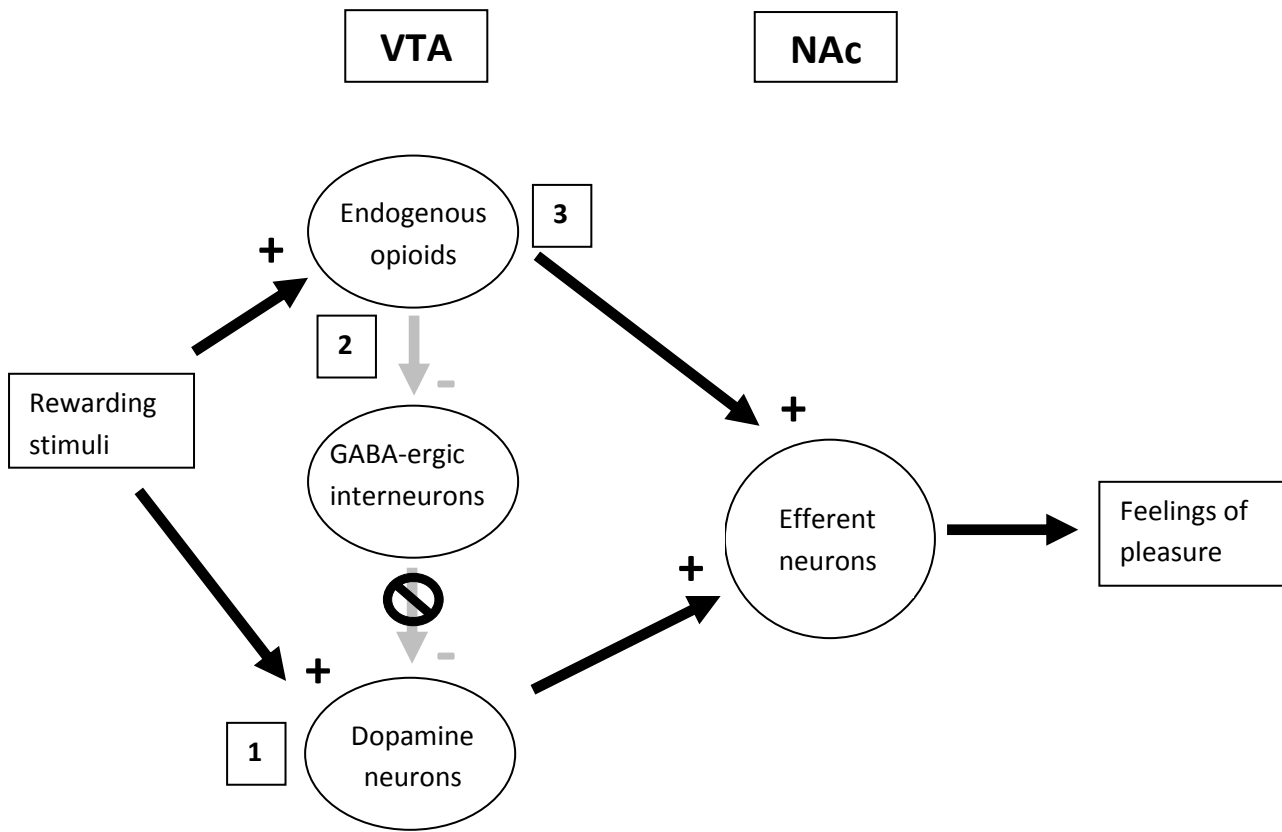 VTA
NAc
Endogenous
opioids
3
+
2
-
Rewarding
stimuli
+
GABA-ergic
interneurons
Efferent
neurons
Feelings of
pleasure
+
-
+
1
Dopamine
neurons